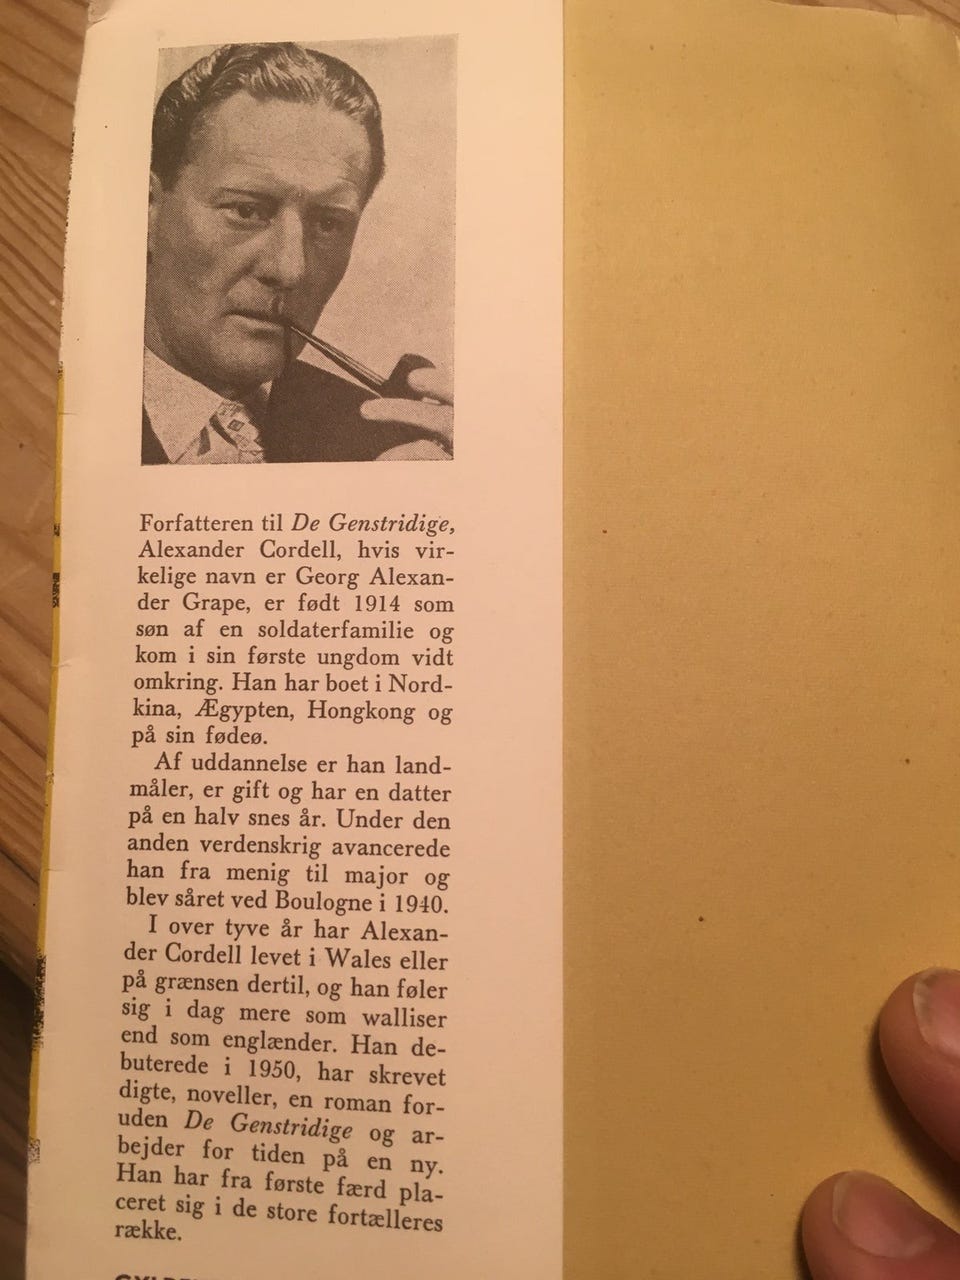 Forfatteren til De Genstridige,
Alexander Cordell, hvis vir-
kelige navn er Georg Alexan-
der Grape, er født 1914 som
søn af en soldaterfamilie og
kom i sin første ungdom vidt
omkring. Han har boet i Nord-
kina, Ægypten, Hongkong og
på sin fødeø.
Af uddannelse er han land-
måler, er gift og har en datter
på en halv snes år. Under den
anden verdenskrig avancerede
han fra menig til major og
blev såret ved Boulogne i 1940.
I over tyve år har Alexan-
der Cordell levet i Wales eller
på grænsen dertil, og han føler
sig i dag mere som walliser
end som englænder. Han de-
buterede i 1950, har skrevet
digte, noveller, en roman for-
uden De Genstridige og ar-
bejder for tiden på en ny.
Han har fra første færd pla-
ceret sig i de store fortælleres
række.